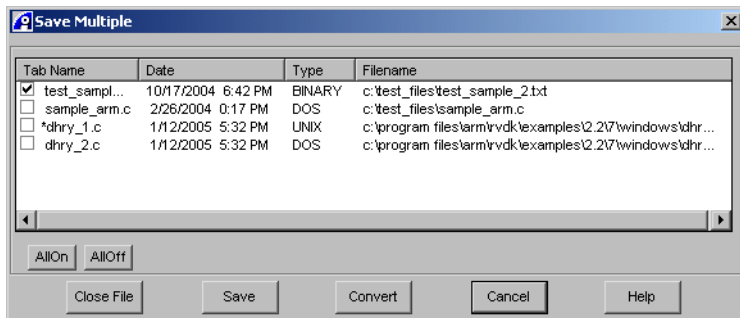 Save Multiple
Tab Name Date Type Filename
test_sampl... 10/17/2004 6:42 PM BINARY c:\test_files\test_sample_2.txt
sample_arm.c 2/26/2004 0:17 PM DOS c:\test_files\sample_arm.c
*dhry_1.c 1/12/2005 5:32 PM UNIX c:\program files\arm\rvdk\examples\2.2\7\windows\dhr...
dhry_2.c 1/12/2005 5:32 PM DOS c:\program files\arm\rvdk\examples\2.2\7\windows\dhr...
AllOn AllOff
Close File Save Convert Cancel Help